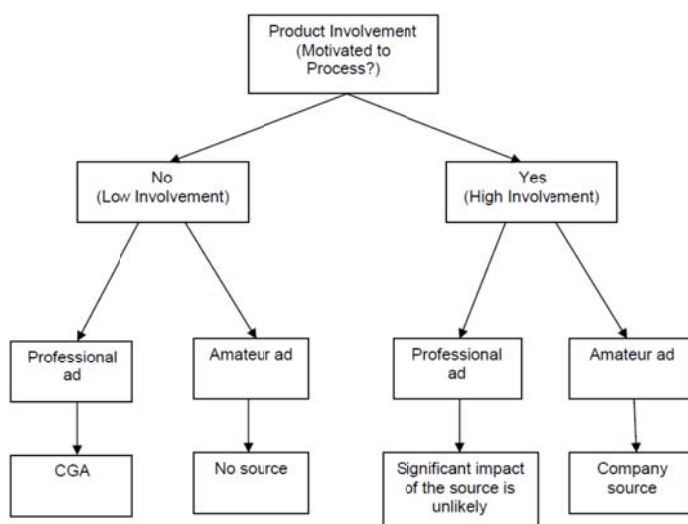 Product Involvement
(Motivated to
Process?)
No
(Low Involvement)
Yes
(High Involvement)
Professional
ad
Amateur ad
Professional
ad
Amateur ad
CGA
No source
Significant impact
of the source is
unlikely
Company
source